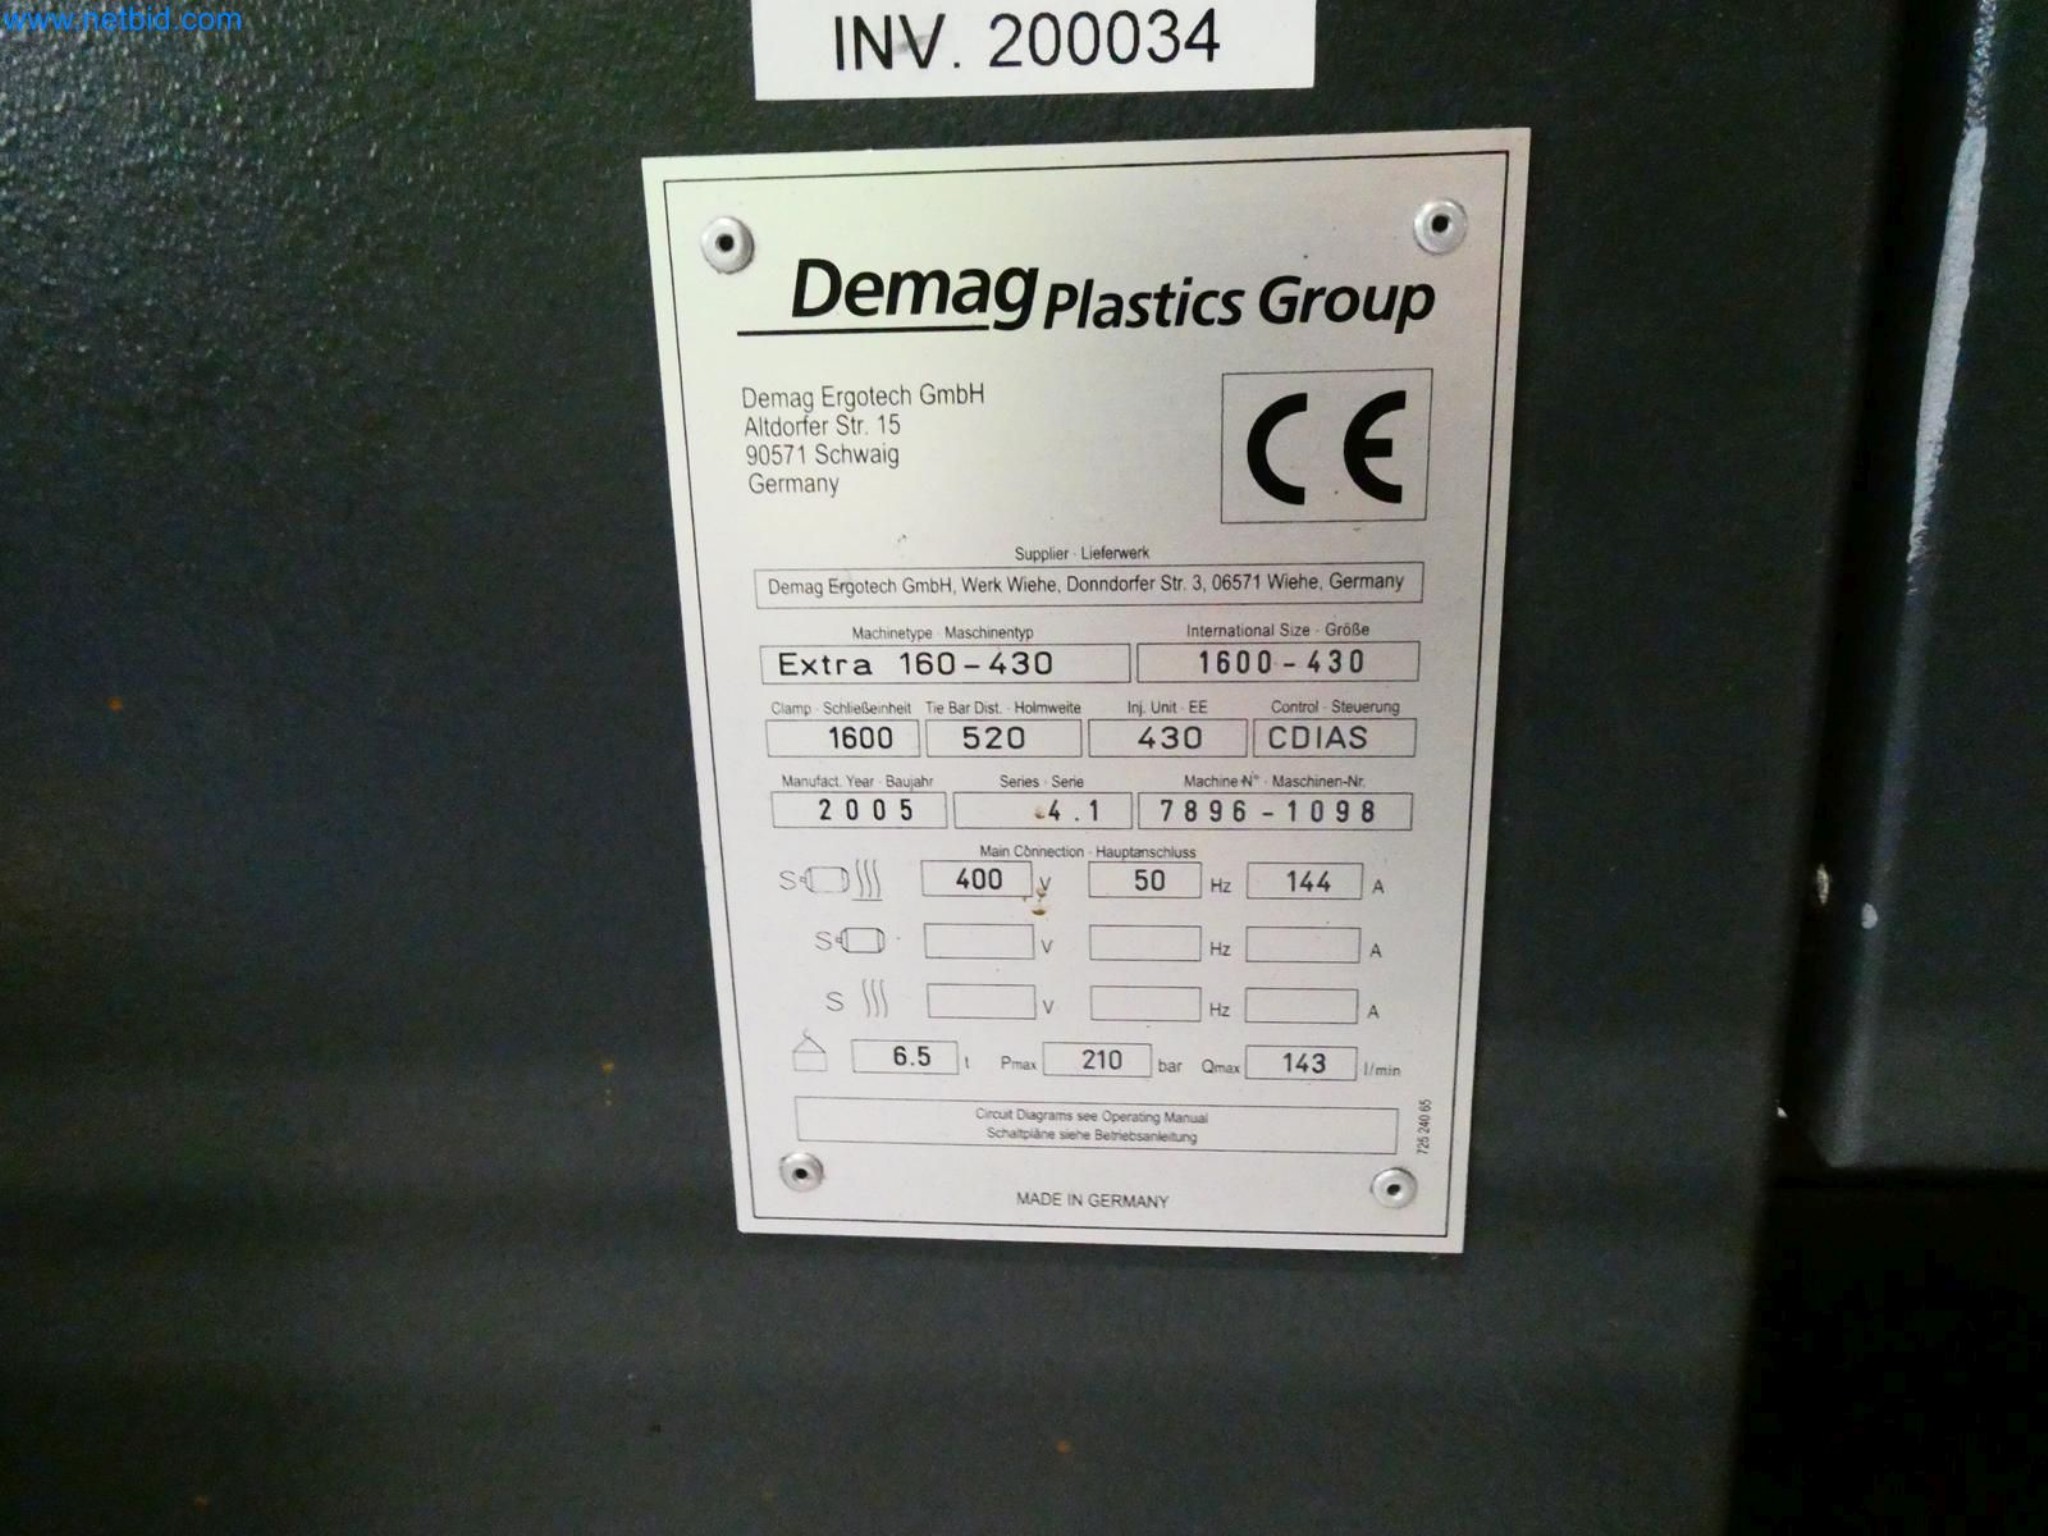 www.netbid.com
INV. 200034
Demag Plastics Group
Demag Ergotech GmbH
Altdorfer Str. 15
90571 Schwaig
Germany
CE
Supplier · Lieferwerk
Demag Ergotech GmbH, Werk Wiehe, Donndorfer Str. 3, 06571 Wiehe, Germany
Machinetype · Maschinentyp International Size · Größe
Extra 160-430 1600-430
Clamp · Schließeinheit Tie Bar Dist. · Holmweite Inj. Unit · EE Control · Steuerung
1600 520 430 CDIAS
Manufact. Year · Baujahr Series · Serie Machine N° · Maschinen-Nr.
2005 4.1 7896-1098
Main Connection · Hauptanschluss
S 400 V 50 Hz 144 A
S V Hz A
S V Hz A
6.5 t Pmax 210 bar Qmax 143 l/min
Circuit Diagrams see Operating Manual
Schaltpläne siehe Betriebsanleitung
725 240 65
MADE IN GERMANY